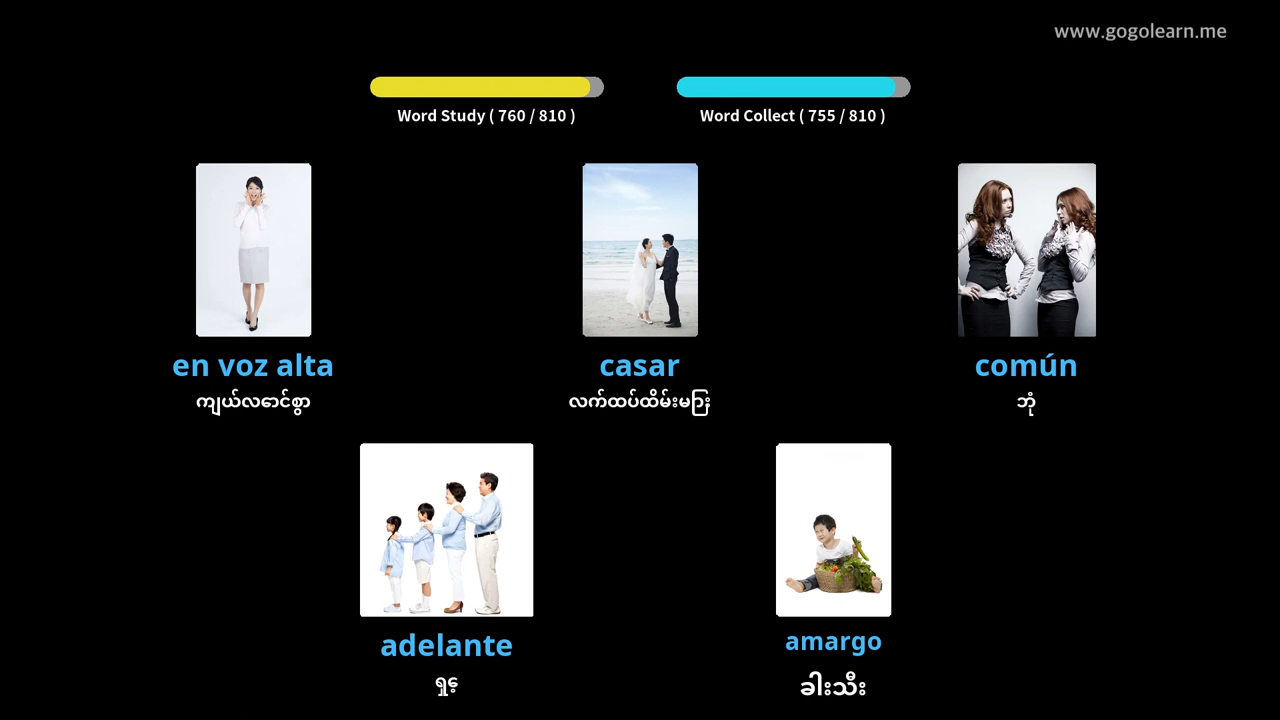 www.gogolearn.me
Word Study ( 760 / 810 )
Word Collect ( 755 / 810 )
en voz alta
ကျယ်လောင်စွာ
casar
လက်ထပ်ထိမ်းမြား
común
ဘုံ
adelante
ရှေ့
amargo
ခါးသီး